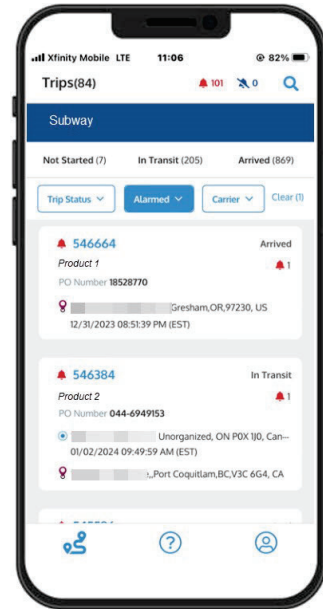 Xfinity Mobile LTE 11:06 82%
Trips(84) 101 0
Subway
Not Started (7) In Transit (205) Arrived (869)
Trip Status Alarmed Carrier Clear (1)
546664 Arrived
Product 1 1
PO Number 18528770
Gresham,OR,97230, US
12/31/2023 08:51:39 PM (EST)
546384 In Transit
Product 2 1
PO Number 044-6949153
Unorganized, ON P0X 1J0, Can--
01/02/2024 09:49:59 AM (EST)
.,Port Coquitlam,BC,V3C 6G4, CA